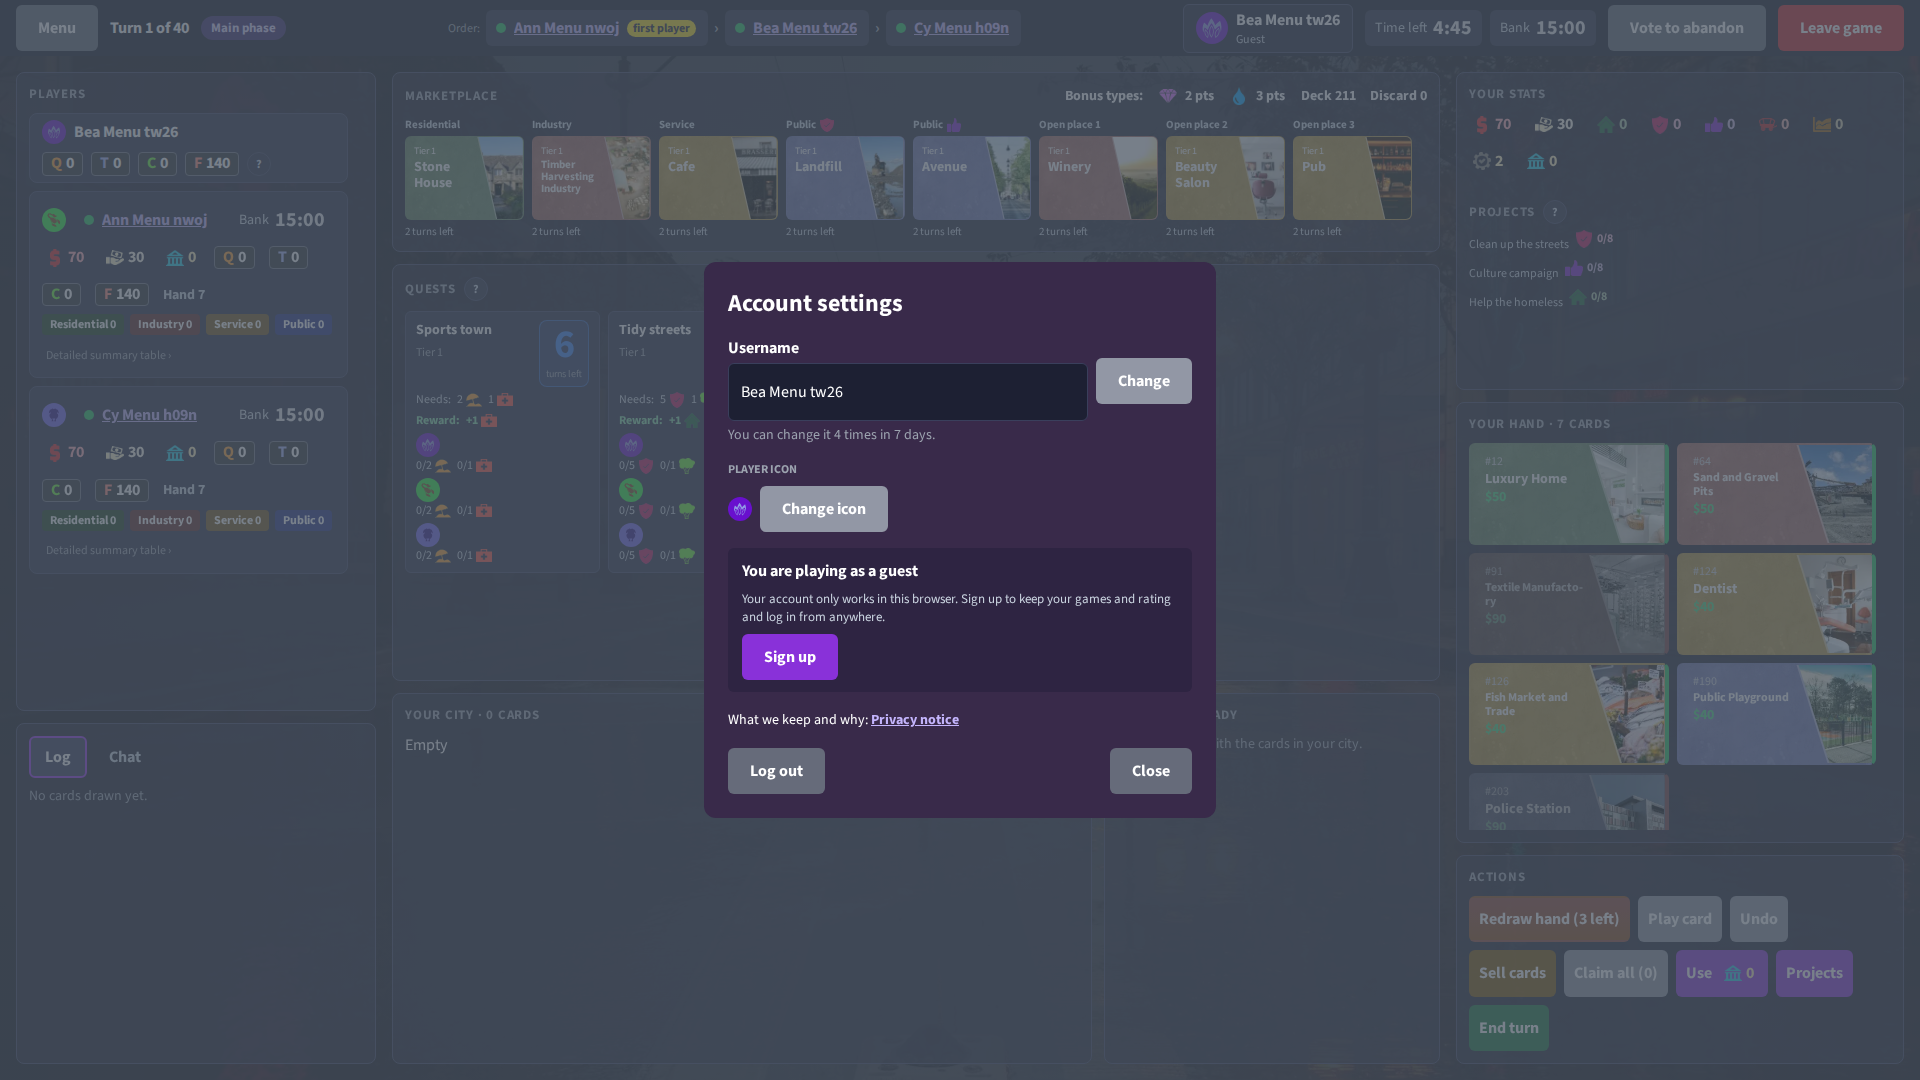 Menu
Turn 1 of 40
Main phase
Order:
Ann Menu nwoj
first player
›
Bea Menu tw26
›
Cy Menu h09n
Bea Menu tw26
Guest
Time left 4:45
Bank 15:00
Vote to abandon
Leave game
PLAYERS
Bea Menu tw26
Q 0
T 0
C 0
F 140
?
Ann Menu nwoj
Bank 15:00
70
30
0
Q 0
T 0
C 0
F 140
Hand 7
Residential 0
Industry 0
Service 0
Public 0
Detailed summary table ›
Cy Menu h09n
Bank 15:00
70
30
0
Q 0
T 0
C 0
F 140
Hand 7
Residential 0
Industry 0
Service 0
Public 0
Detailed summary table ›
Log
Chat
No cards drawn yet.
MARKETPLACE
Bonus types:
2 pts
3 pts
Deck 211
Discard 0
Residential
Tier 1
Stone
House
2 turns left
Industry
Tier 1
Timber
Harvesting
Industry
2 turns left
Service
Tier 1
Cafe
2 turns left
Public
Tier 1
Landfill
2 turns left
Public
Tier 1
Avenue
2 turns left
Open place 1
Tier 1
Winery
2 turns left
Open place 2
Tier 1
Beauty
Salon
2 turns left
Open place 3
Tier 1
Pub
2 turns left
QUESTS
?
Sports town
Tier 1
6
turns left
Needs: 2 1
Reward: +1
0/2 0/1
0/2 0/1
0/2 0/1
Tidy streets
Tier 1
Needs: 5 1
Reward: +1
0/5 0/1
0/5 0/1
0/5 0/1
Account settings
Username
Bea Menu tw26
Change
You can change it 4 times in 7 days.
PLAYER ICON
Change icon
You are playing as a guest
Your account only works in this browser. Sign up to keep your games and rating
and log in from anywhere.
Sign up
What we keep and why: Privacy notice
Log out
Close
YOUR CITY · 0 CARDS
Empty
with the cards in your city.
YOUR STATS
70
30
0
0
0
0
0
2
0
PROJECTS
?
Clean up the streets 0/8
Culture campaign 0/8
Help the homeless 0/8
YOUR HAND · 7 CARDS
#12
Luxury Home
$50
#64
Sand and Gravel
Pits
$50
#91
Textile Manufacto-
ry
$90
#124
Dentist
$60
#126
Fish Market and
Trade
$40
#190
Public Playground
$40
#203
Police Station
$90
ACTIONS
Redraw hand (3 left)
Play card
Undo
Sell cards
Claim all (0)
Use 0
Projects
End turn